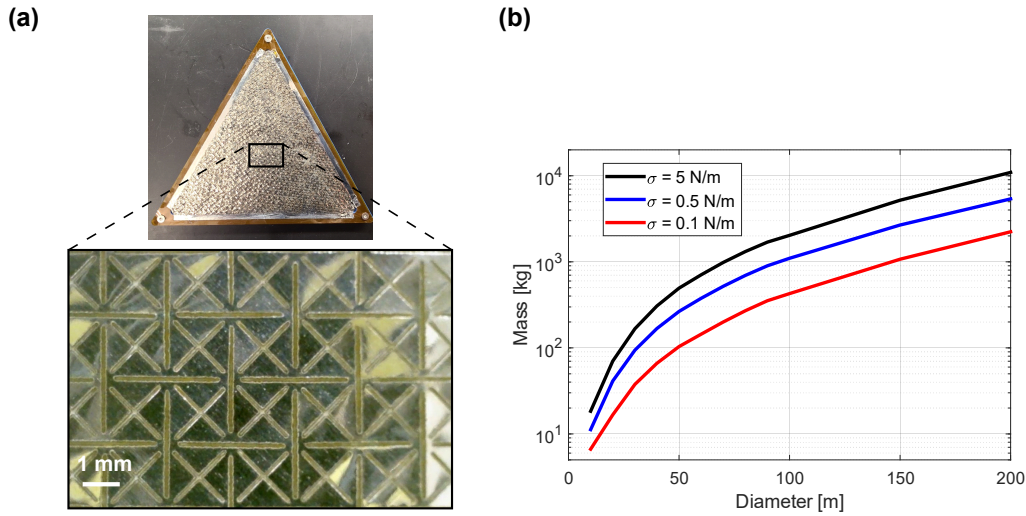 (a)
1 mm
(b)
σ = 5 N/m
σ = 0.5 N/m
σ = 0.1 N/m
10^4
10^3
10^2
10^1
Mass [kg]
0 50 100 150 200
Diameter [m]